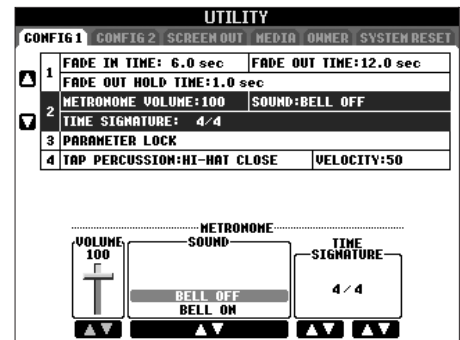 UTILITY
CONFIG 1 CONFIG 2 SCREEN OUT MEDIA OWNER SYSTEM RESET
1 FADE IN TIME: 6.0 sec FADE OUT TIME:12.0 sec
FADE OUT HOLD TIME:1.0 sec
2 METRONOME VOLUME:100 SOUND:BELL OFF
TIME SIGNATURE: 4/4
3 PARAMETER LOCK
4 TAP PERCUSSION:HI-HAT CLOSE VELOCITY:50
METRONOME
VOLUME SOUND TIME SIGNATURE
100
4/4
BELL OFF
BELL ON